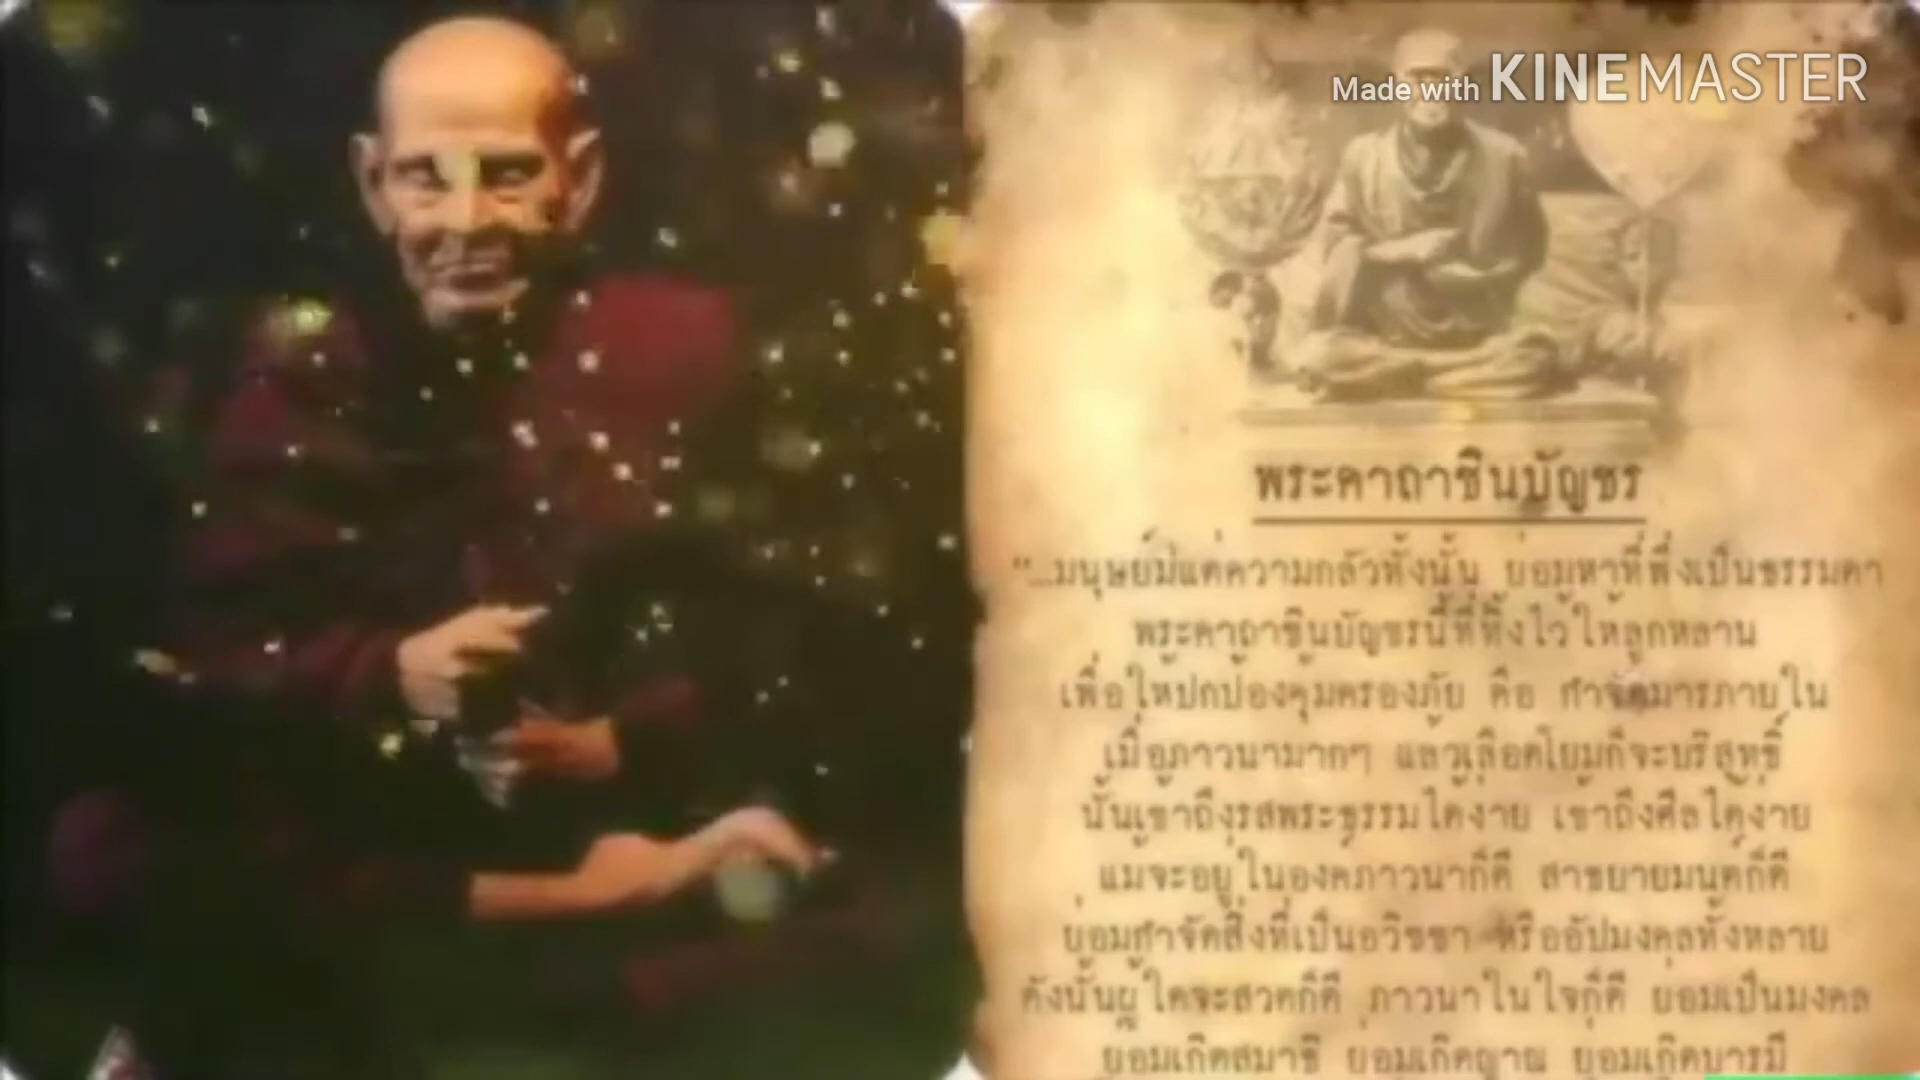 Made with KINEMASTER
พระคาถาชินบัญชร
"...มนุษย์มีแต่ความกลัวทั้งนั้น ย่อมหาที่พึ่งเป็นธรรมดา
พระคาถาชินบัญชรนี้ที่ทิ้งไว้ให้ลูกหลาน
เพื่อให้ปกป้องคุ้มครองภัย คือ กำจัดมารภายใน
เมื่อภาวนามากๆ แล้วเลือดโยมก็จะบริสุทธิ์
นั้นเข้าถึงรสพระธรรมได้ง่าย เข้าถึงศีลได้ง่าย
แม้จะอยู่ในองค์ภาวนาก็ดี สาธยายมนต์ก็ดี
ย่อมกำจัดสิ่งที่เป็นอวิชชา หรืออัปมงคลทั้งหลาย
ดังนั้นผู้ใดจะสวดก็ดี ภาวนาในใจก็ดี ย่อมเป็นมงคล
ย่อมเกิดสมาธิ ย่อมเกิดญาณ ย่อมเกิดบารมี